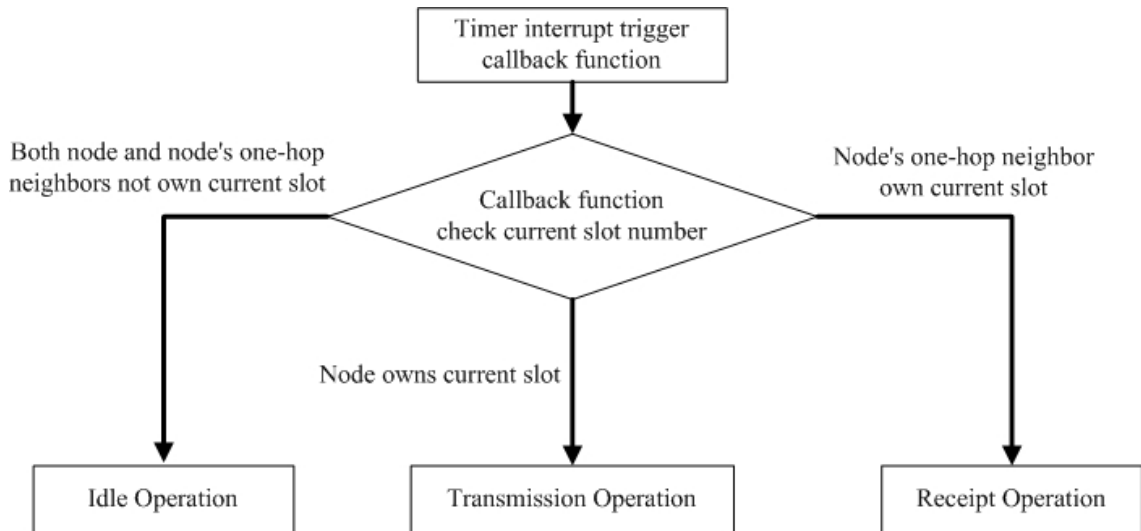 Timer interrupt trigger
callback function
Both node and node's one-hop
neighbors not own current slot
Node's one-hop neighbor
own current slot
Callback function
check current slot number
Node owns current slot
Idle Operation
Transmission Operation
Receipt Operation